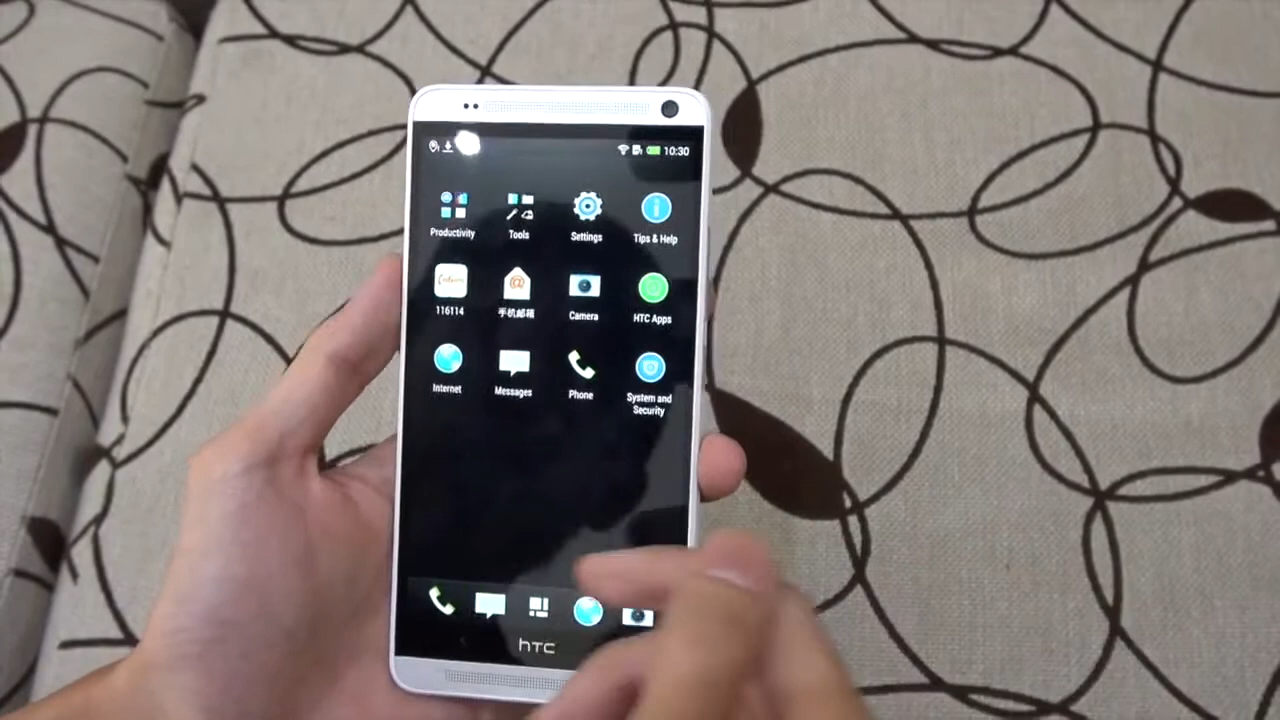 10:30
Productivity Tools Settings Tips & Help
116114 手机邮箱 Camera HTC Apps
Internet Messages Phone System and
Security
hTC